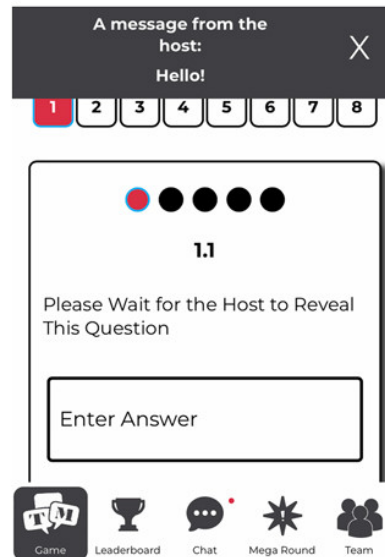 A message from the
host:
Hello!
X
1 2 3 4 5 6 7 8
1.1
Please Wait for the Host to Reveal
This Question
Enter Answer
TAI
Game Leaderboard Chat Mega Round Team